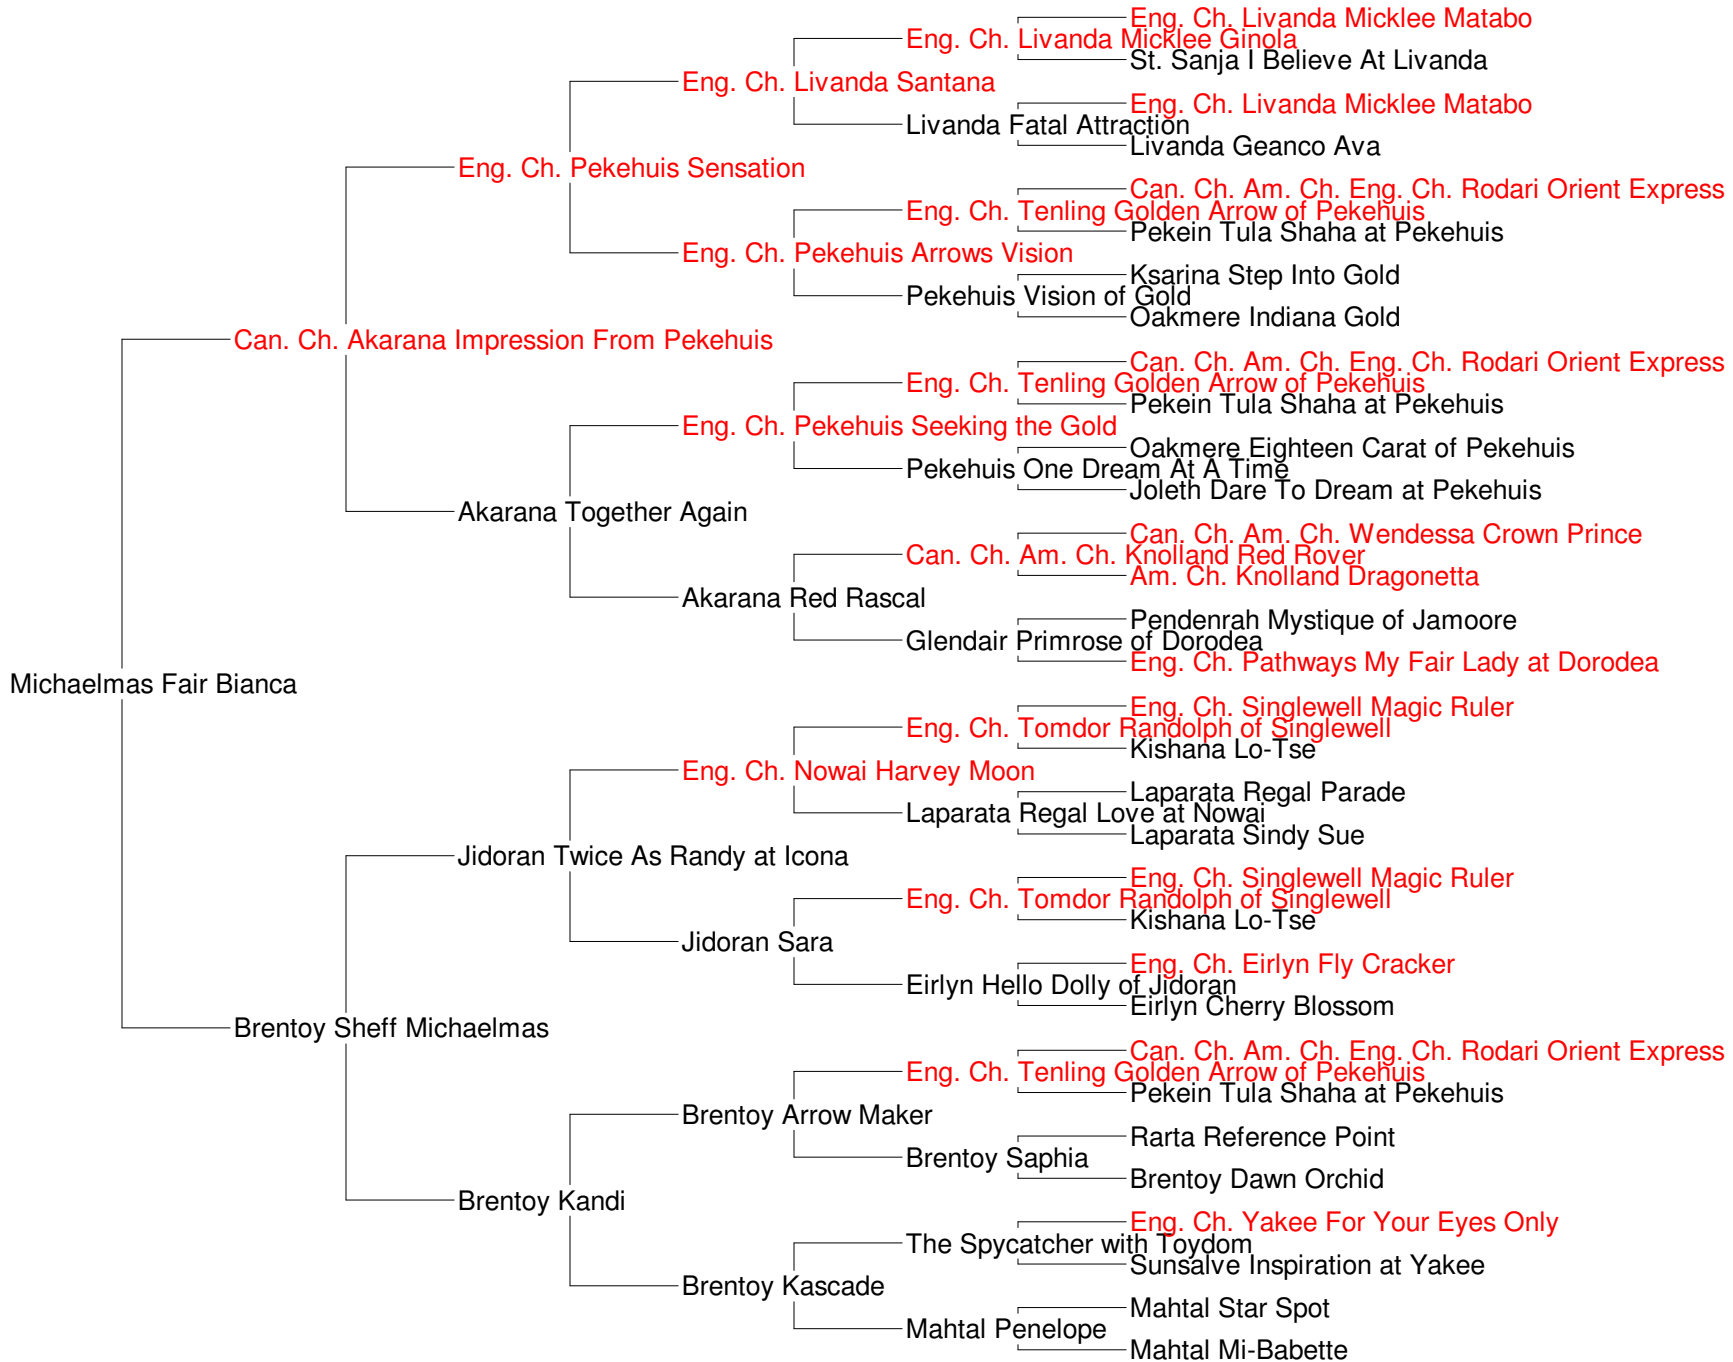 Eng. Ch. Livanda Micklee Matabo
Eng. Ch. Livanda Micklee Ginola
St. Sanja I Believe At Livanda
Eng. Ch. Livanda Santana
Eng. Ch. Livanda Micklee Matabo
Livanda Fatal Attraction
Livanda Geanco Ava
Eng. Ch. Pekehuis Sensation
Can. Ch. Am. Ch. Eng. Ch. Rodari Orient Express
Eng. Ch. Tenling Golden Arrow of Pekehuis
Pekein Tula Shaha at Pekehuis
Eng. Ch. Pekehuis Arrows Vision
Ksarina Step Into Gold
Pekehuis Vision of Gold
Oakmere Indiana Gold
Can. Ch. Akarana Impression From Pekehuis
Can. Ch. Am. Ch. Eng. Ch. Rodari Orient Express
Eng. Ch. Tenling Golden Arrow of Pekehuis
Pekein Tula Shaha at Pekehuis
Eng. Ch. Pekehuis Seeking the Gold
Oakmere Eighteen Carat of Pekehuis
Pekehuis One Dream At A Time
Joleth Dare To Dream at Pekehuis
Akarana Together Again
Can. Ch. Am. Ch. Wendessa Crown Prince
Can. Ch. Am. Ch. Knolland Red Rover
Am. Ch. Knolland Dragonetta
Akarana Red Rascal
Pendenrah Mystique of Jamoore
Glendair Primrose of Dorodea
Eng. Ch. Pathways My Fair Lady at Dorodea
Michaelmas Fair Bianca
Eng. Ch. Singlewell Magic Ruler
Eng. Ch. Tomdor Randolph of Singlewell
Kishana Lo-Tse
Eng. Ch. Nowai Harvey Moon
Laparata Regal Parade
Laparata Regal Love at Nowai
Laparata Sindy Sue
Jidoran Twice As Randy at Icona
Eng. Ch. Singlewell Magic Ruler
Eng. Ch. Tomdor Randolph of Singlewell
Kishana Lo-Tse
Jidoran Sara
Eng. Ch. Eirlyn Fly Cracker
Eirlyn Hello Dolly of Jidoran
Eirlyn Cherry Blossom
Brentoy Sheff Michaelmas
Can. Ch. Am. Ch. Eng. Ch. Rodari Orient Express
Eng. Ch. Tenling Golden Arrow of Pekehuis
Pekein Tula Shaha at Pekehuis
Brentoy Arrow Maker
Rarta Reference Point
Brentoy Saphia
Brentoy Dawn Orchid
Brentoy Kandi
Eng. Ch. Yakee For Your Eyes Only
The Spycatcher with Toydom
Sunsalve Inspiration at Yakee
Brentoy Kascade
Mahtal Star Spot
Mahtal Penelope
Mahtal Mi-Babette